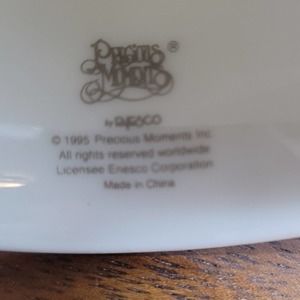 Precious
Moments ®
by ENESCO
© 1995 Precious Moments Inc
All rights reserved worldwide
Licensee Enesco Corporation
Made in China